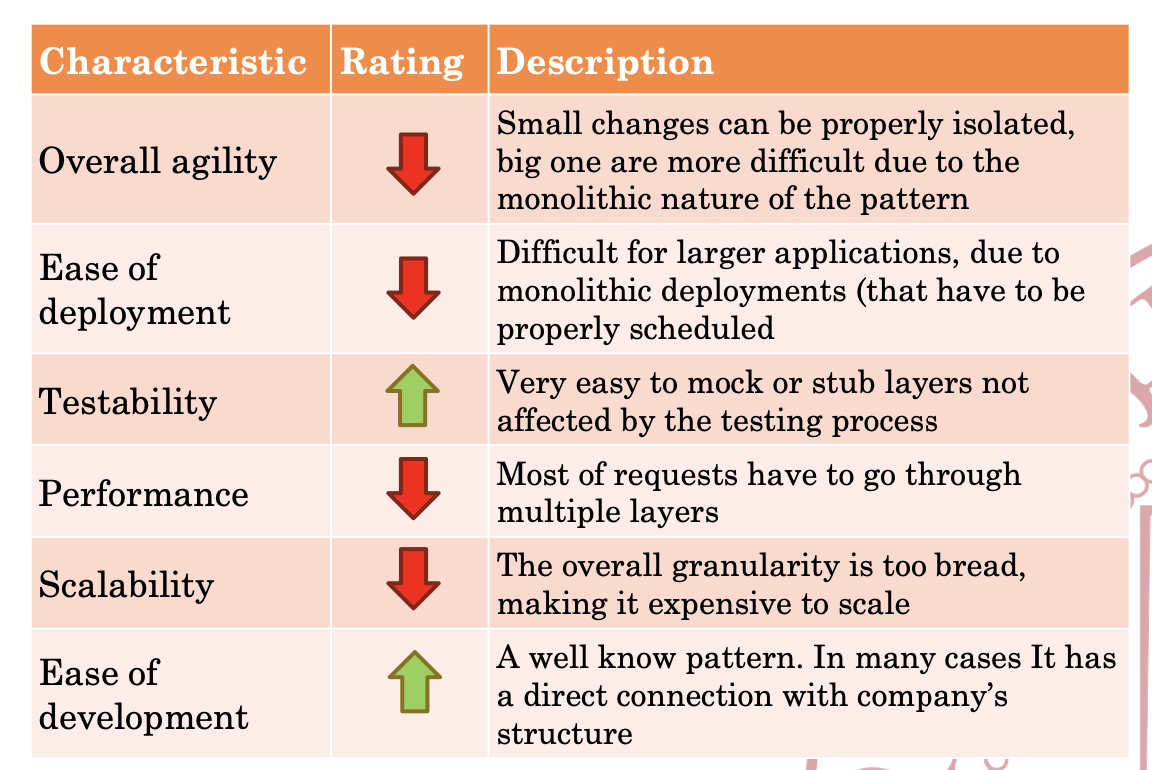 Characteristic Rating Description
Overall agility
Small changes can be properly isolated,
big one are more difficult due to the
monolithic nature of the pattern
Ease of
deployment
Difficult for larger applications, due to
monolithic deployments (that have to be
properly scheduled
Testability
Very easy to mock or stub layers not
affected by the testing process
Performance
Most of requests have to go through
multiple layers
Scalability
The overall granularity is too bread,
making it expensive to scale
Ease of
development
A well know pattern. In many cases It has
a direct connection with company’s
structure